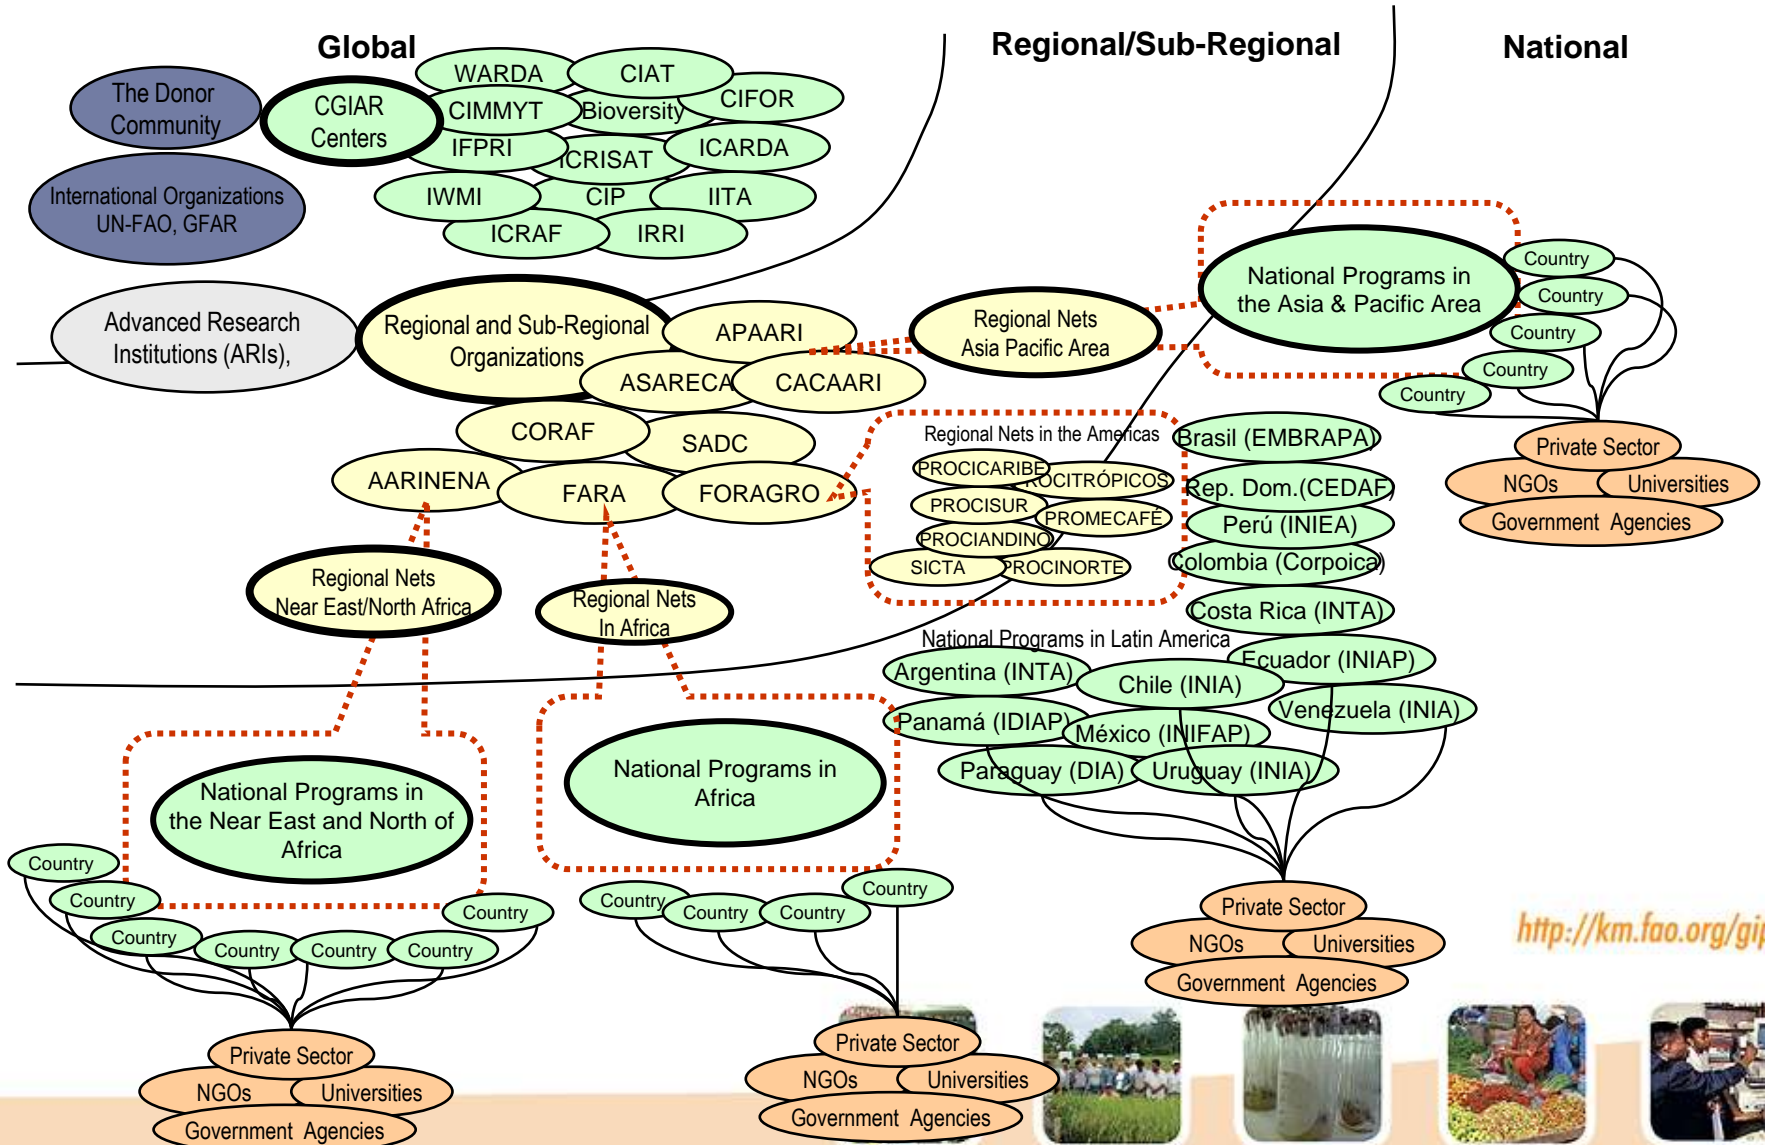 Global
Regional/Sub-Regional
National
The Donor
Community
CGIAR
Centers
WARDA
CIAT
CIMMYT
Bioversity
CIFOR
IFPRI
ICRISAT
ICARDA
IWMI
CIP
IITA
ICRAF
IRRI
International Organizations
UN-FAO, GFAR
Advanced Research
Institutions (ARIs),
Regional and Sub-Regional
Organizations
APAARI
ASARECA
CACAARI
CORAF
SADC
AARINENA
FARA
FORAGRO
Regional Nets
Asia Pacific Area
National Programs in
the Asia & Pacific Area
Country
Country
Country
Country
Country
Private Sector
NGOs
Universities
Government Agencies
Regional Nets in the Americas
PROCICARIBE
ROCITRÓPICOS
PROCISUR
PROMECAFÉ
PROCIANDINO
SICTA
PROCINORTE
Brasil (EMBRAPA)
Rep. Dom.(CEDAF)
Perú (INIEA)
Colombia (Corpoica)
Costa Rica (INTA)
National Programs in Latin America
Ecuador (INIAP)
Argentina (INTA)
Chile (INIA)
Venezuela (INIA)
Panamá (IDIAP)
México (INIFAP)
Paraguay (DIA)
Uruguay (INIA)
Private Sector
NGOs
Universities
Government Agencies
Regional Nets
Near East/North Africa
Regional Nets
In Africa
National Programs in
the Near East and North of
Africa
Country
Country
Country
Country
Country
Country
Country
Private Sector
NGOs
Universities
Government Agencies
National Programs in
Africa
Country
Country
Country
Country
Private Sector
NGOs
Universities
Government Agencies
http://km.fao.org/gip